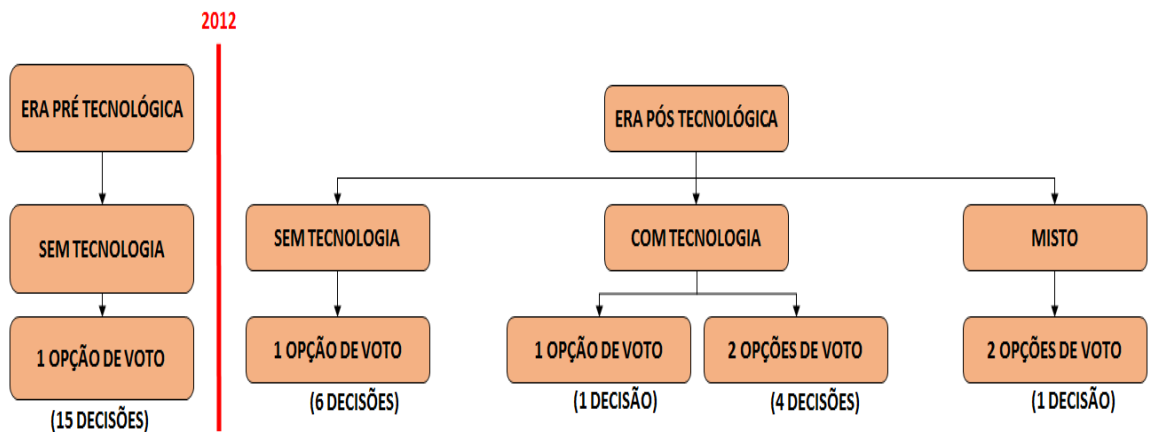 2012
ERA PRÉ TECNOLÓGICA
SEM TECNOLOGIA
1 OPÇÃO DE VOTO
(15 DECISÕES)
ERA PÓS TECNOLÓGICA
SEM TECNOLOGIA
COM TECNOLOGIA
MISTO
1 OPÇÃO DE VOTO
1 OPÇÃO DE VOTO
2 OPÇÕES DE VOTO
2 OPÇÕES DE VOTO
(6 DECISÕES)
(1 DECISÃO)
(4 DECISÕES)
(1 DECISÃO)